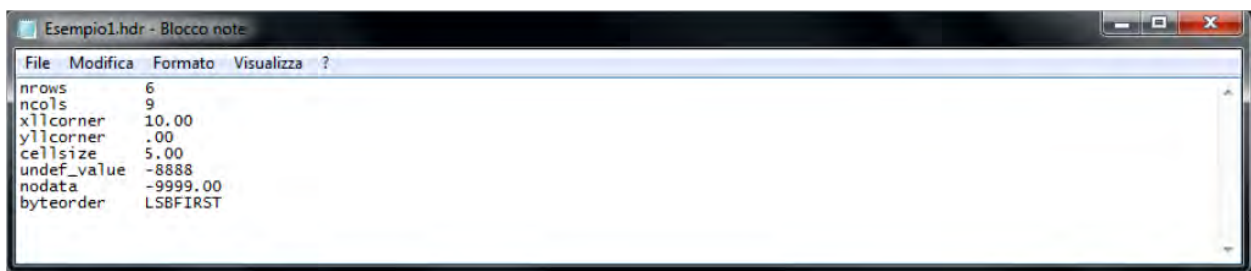 Esempio1.hdr - Blocco note
File Modifica Formato Visualizza ?
nrows 6
ncols 9
xllcorner 10.00
yllcorner .00
cellsize 5.00
undef_value -8888
nodata -9999.00
byteorder LSBFIRST